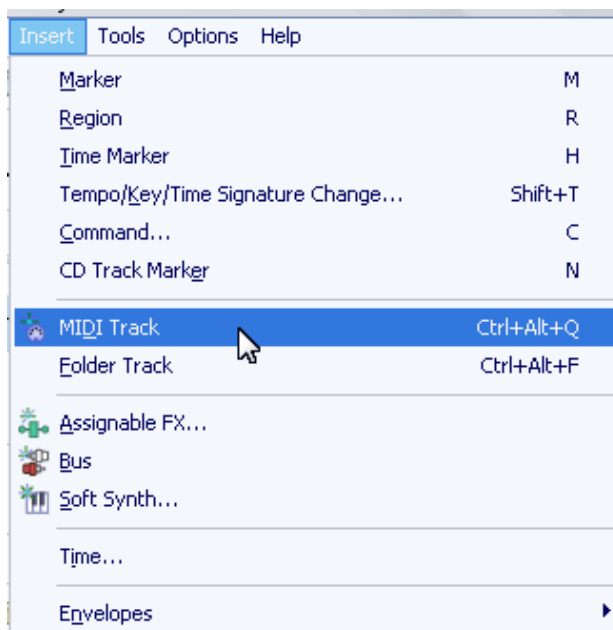 Insert Tools Options Help
Marker M
Region R
Time Marker H
Tempo/Key/Time Signature Change... Shift+T
Command... C
CD Track Marker N
MIDI Track Ctrl+Alt+Q
Folder Track Ctrl+Alt+F
Assignable FX...
Bus
Soft Synth...
Time...
Envelopes